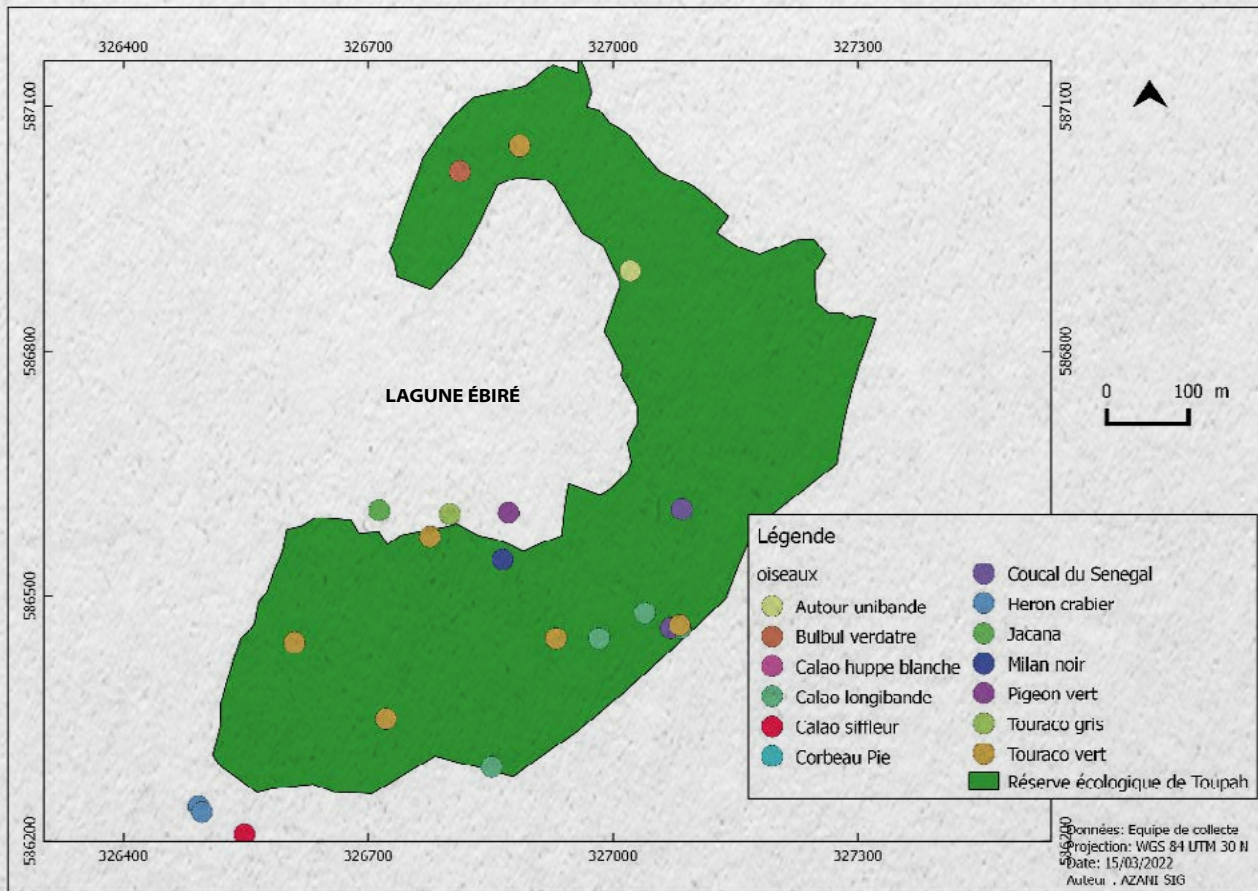 326400 326700 327000 327300
587100 587100
586800 586800
LAGUNE ÉBIRÉ
0 100 m
586500
586200 586200
326400 326700 327000 327300
Légende
oiseaux
Autour unibande
Bulbul verdatre
Calao huppe blanche
Calao longibande
Calao siffleur
Corbeau Pie
Coucal du Senegal
Heron crabier
Jacana
Milan noir
Pigeon vert
Touraco gris
Touraco vert
Réserve écologique de Toupah
Données: Equipe de collecte
Projection: WGS 84 UTM 30 N
Date: 15/03/2022
Auteur : AZANI SIG